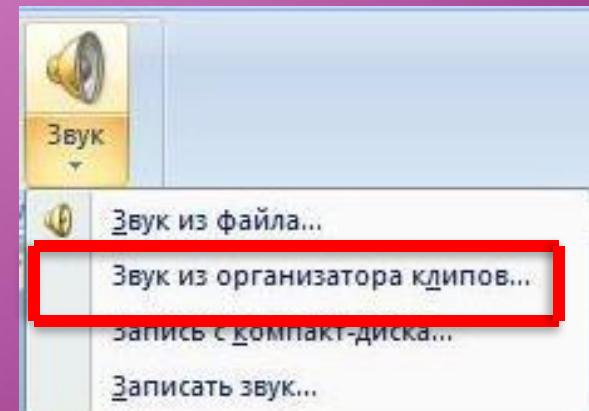 Звук
Звук из файла...
Звук из организатора клипов...
Запись с компакт-диска...
Записать звук...